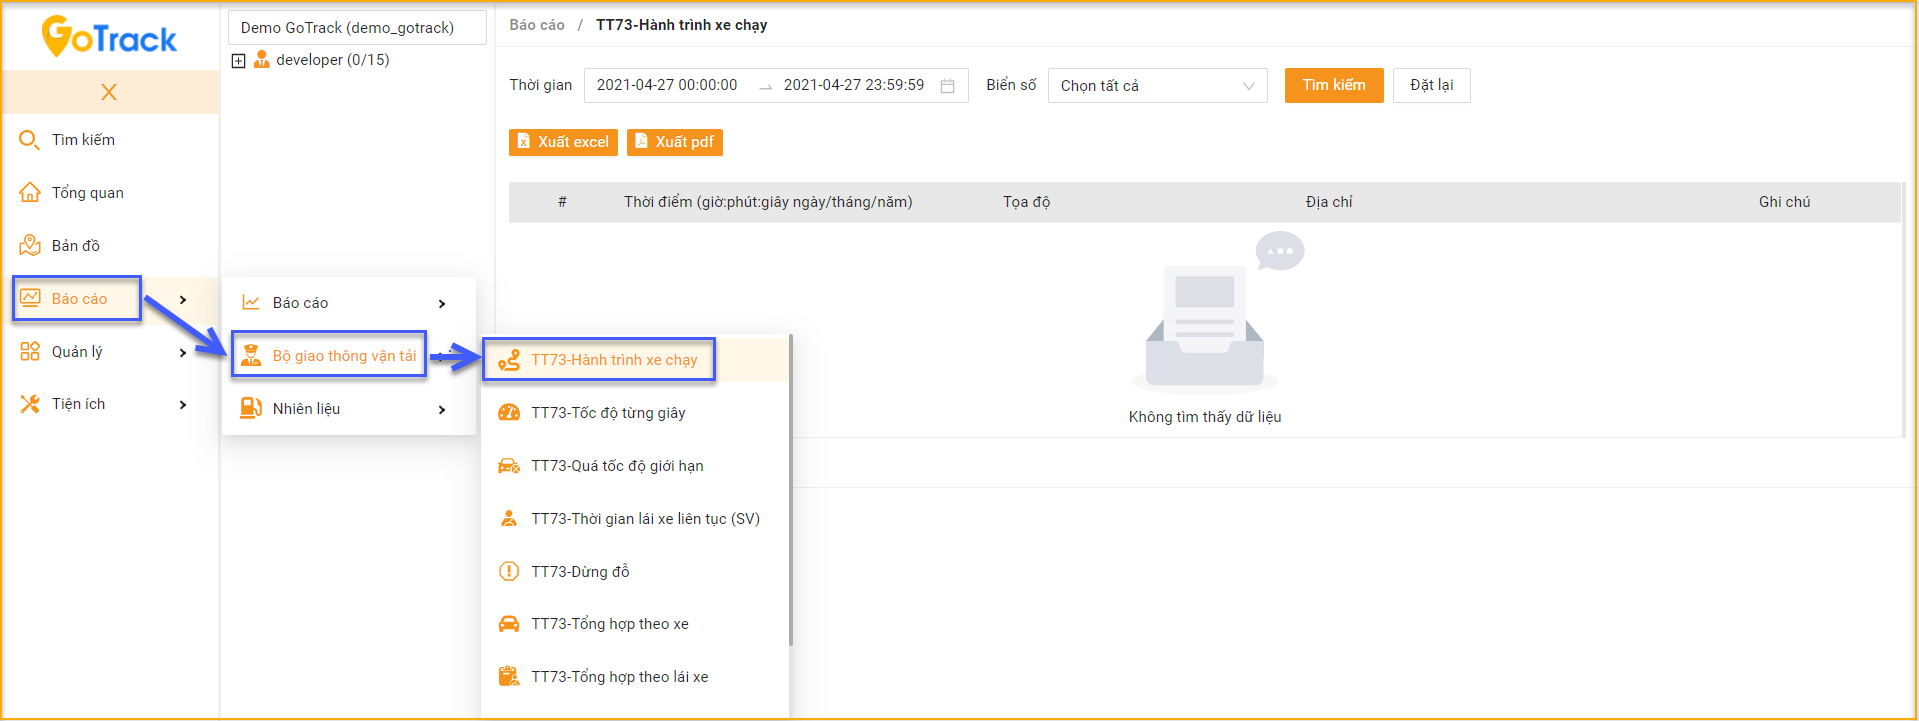 GoTrack
X
Tìm kiếm
Tổng quan
Bản đồ
Báo cáo
Quản lý
Tiện ích
Demo GoTrack (demo_gotrack)
developer (0/15)
Báo cáo
Bộ giao thông vận tải
Nhiên liệu
TT73-Hành trình xe chạy
TT73-Tốc độ từng giây
TT73-Quá tốc độ giới hạn
TT73-Thời gian lái xe liên tục (SV)
TT73-Dừng đỗ
TT73-Tổng hợp theo xe
TT73-Tổng hợp theo lái xe
Báo cáo / TT73-Hành trình xe chạy
Thời gian 2021-04-27 00:00:00 → 2021-04-27 23:59:59 Biển số Chọn tất cả Tìm kiếm Đặt lại
Xuất excel Xuất pdf
# Thời điểm (giờ:phút:giây ngày/tháng/năm) Tọa độ Địa chỉ Ghi chú
Không tìm thấy dữ liệu